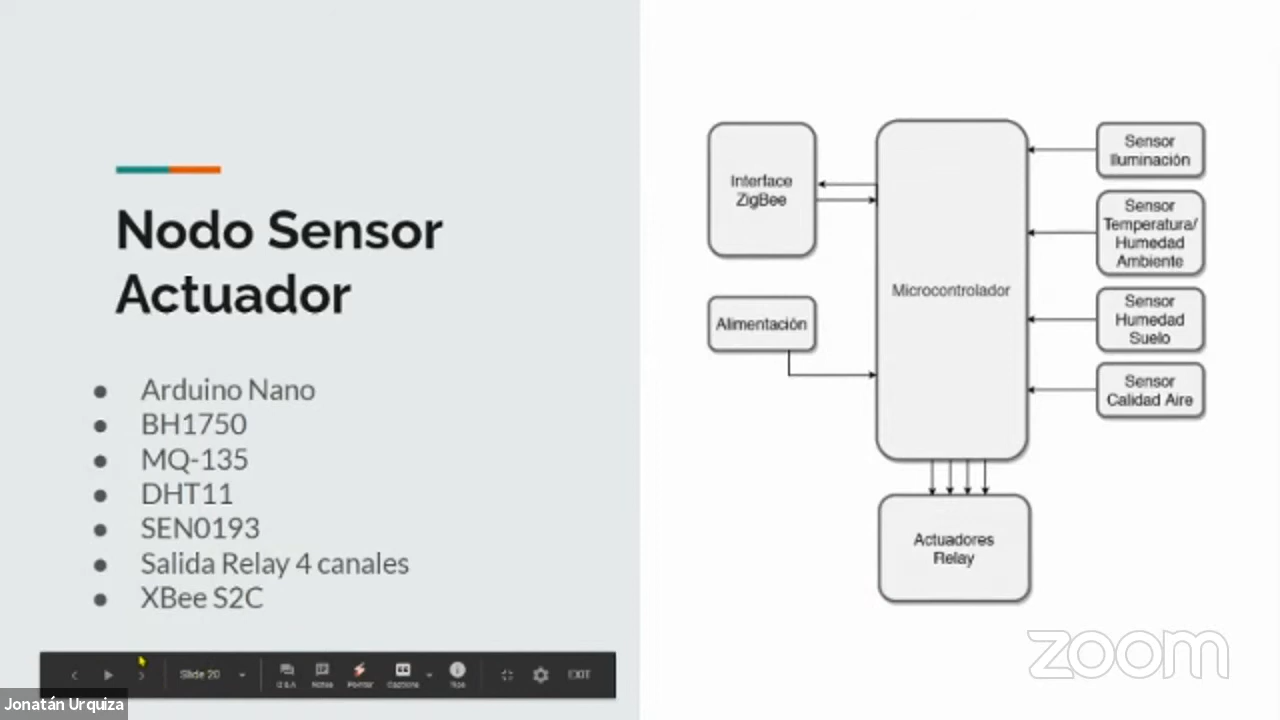 Nodo Sensor
Actuador
● Arduino Nano
● BH1750
● MQ-135
● DHT11
● SEN0193
● Salida Relay 4 canales
● XBee S2C
Interface
ZigBee
Alimentación
Microcontrolador
Sensor
Iluminación
Sensor
Temperatura/
Humedad
Ambiente
Sensor
Humedad
Suelo
Sensor
Calidad Aire
Actuadores
Relay
Slide 20
Q&A
Notes
Pointer
Captions
Tips
EXIT
Jonatán Urquiza
zoom